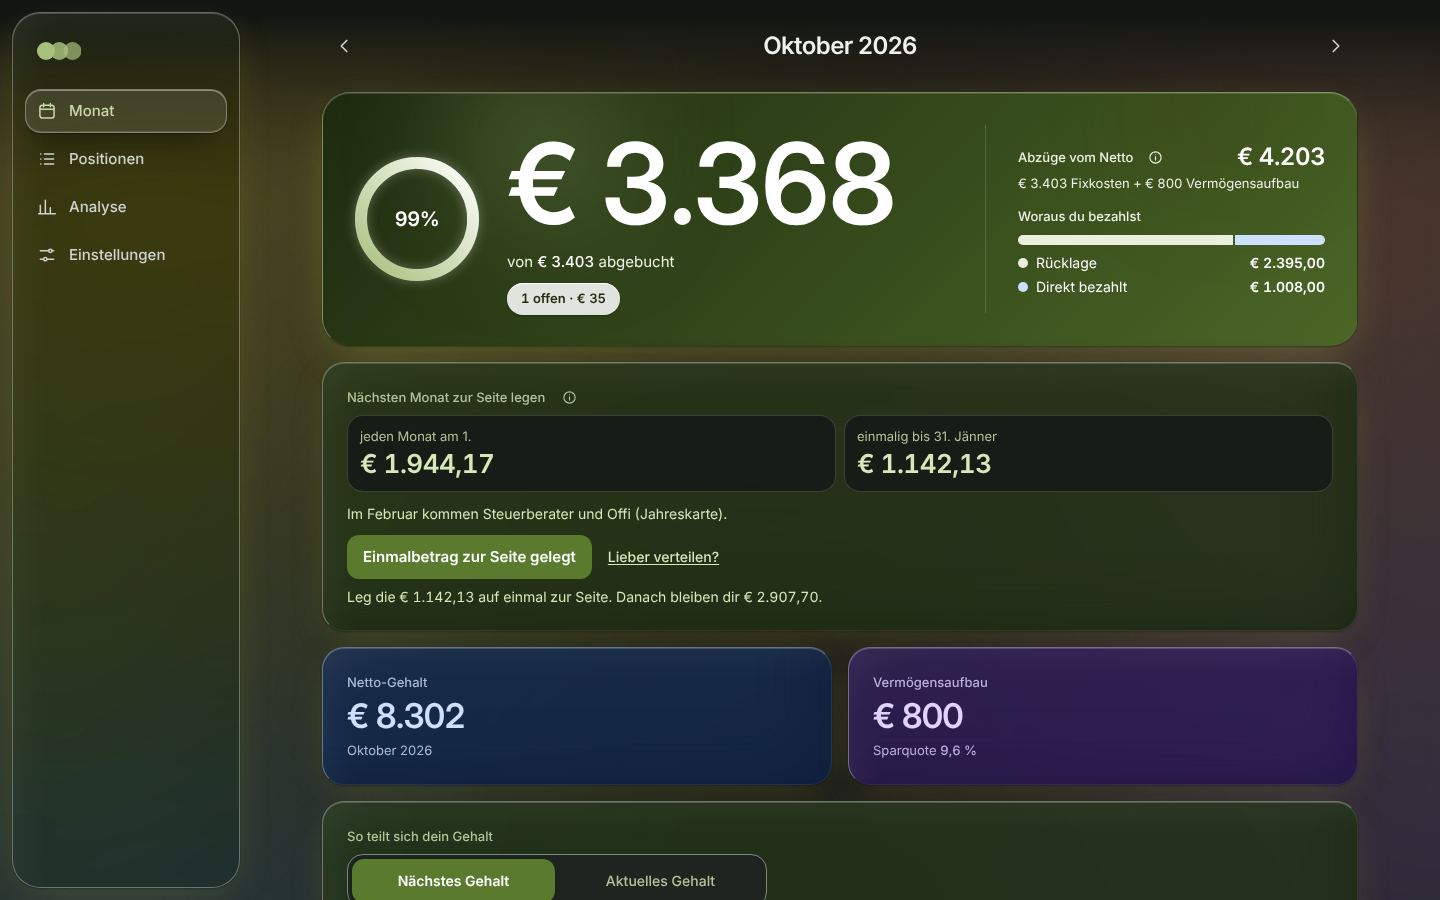 Oktober 2026
Monat
Positionen
Analyse
Einstellungen
99%
€ 3.368
von € 3.403 abgebucht
1 offen · € 35
Abzüge vom Netto
€ 4.203
€ 3.403 Fixkosten + € 800 Vermögensaufbau
Woraus du bezahlst
Rücklage € 2.395,00
Direkt bezahlt € 1.008,00
Nächsten Monat zur Seite legen
jeden Monat am 1.
€ 1.944,17
einmalig bis 31. Jänner
€ 1.142,13
Im Februar kommen Steuerberater und Offi (Jahreskarte).
Einmalbetrag zur Seite gelegt
Lieber verteilen?
Leg die € 1.142,13 auf einmal zur Seite. Danach bleiben dir € 2.907,70.
Netto-Gehalt
€ 8.302
Oktober 2026
Vermögensaufbau
€ 800
Sparquote 9,6 %
So teilt sich dein Gehalt
Nächstes Gehalt
Aktuelles Gehalt